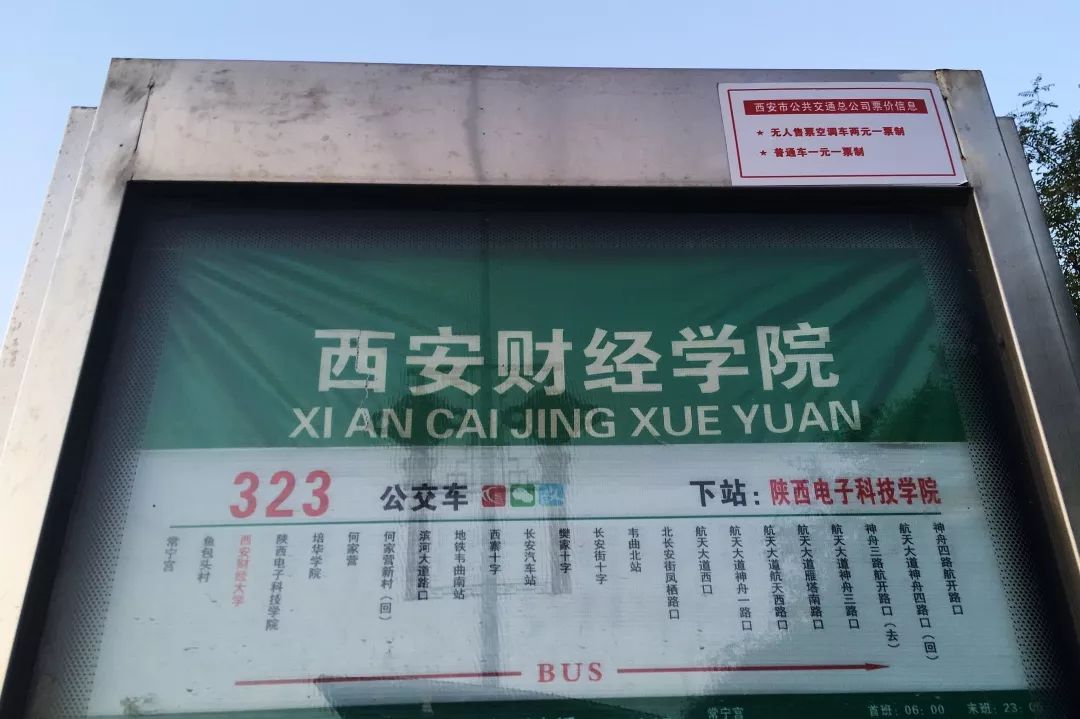 西安市公共交通总公司票价信息
★ 无人售票空调车两元一票制
★ 普通车一元一票制
西安财经学院
XI AN CAI JING XUE YUAN
323 公交车 下站：陕西电子科技学院
常宁宫
鱼包头村
西安财经大学
陕西电子科技学院
培华学院
何家营
何家营新村（回）
滨河大道路口
地铁韦曲南站
西寨十字
长安汽车站
樊家十字
长安街十字
韦曲北站
北长安街凤栖路口
航天大道西口
航天大道神舟一路口
航天大道航天西路口
航天大道雁塔南路口
航天大道神舟三路口
神舟三路航开路口（去）
航天大道神舟四路口（回）
神舟四路航开路口
BUS
常宁宫 首班：06：00 末班：23：